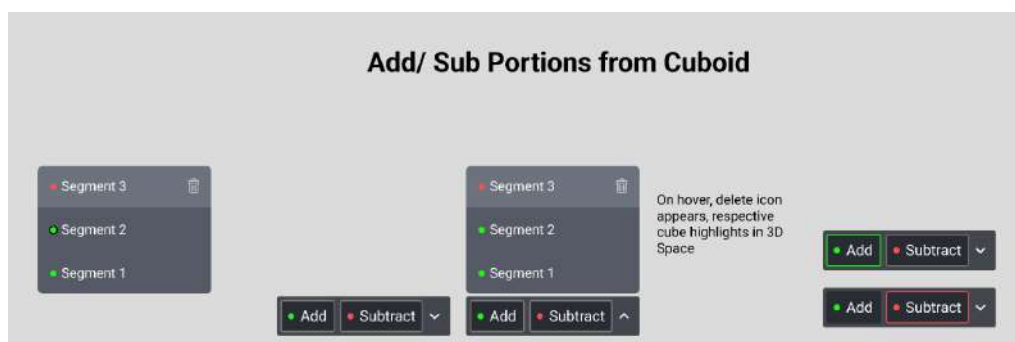 Add/ Sub Portions from Cuboid
Segment 3
Segment 2
Segment 1
Add
Subtract
Segment 3
Segment 2
Segment 1
Add
Subtract
On hover, delete icon
appears, respective
cube highlights in 3D
Space
Add
Subtract
Add
Subtract